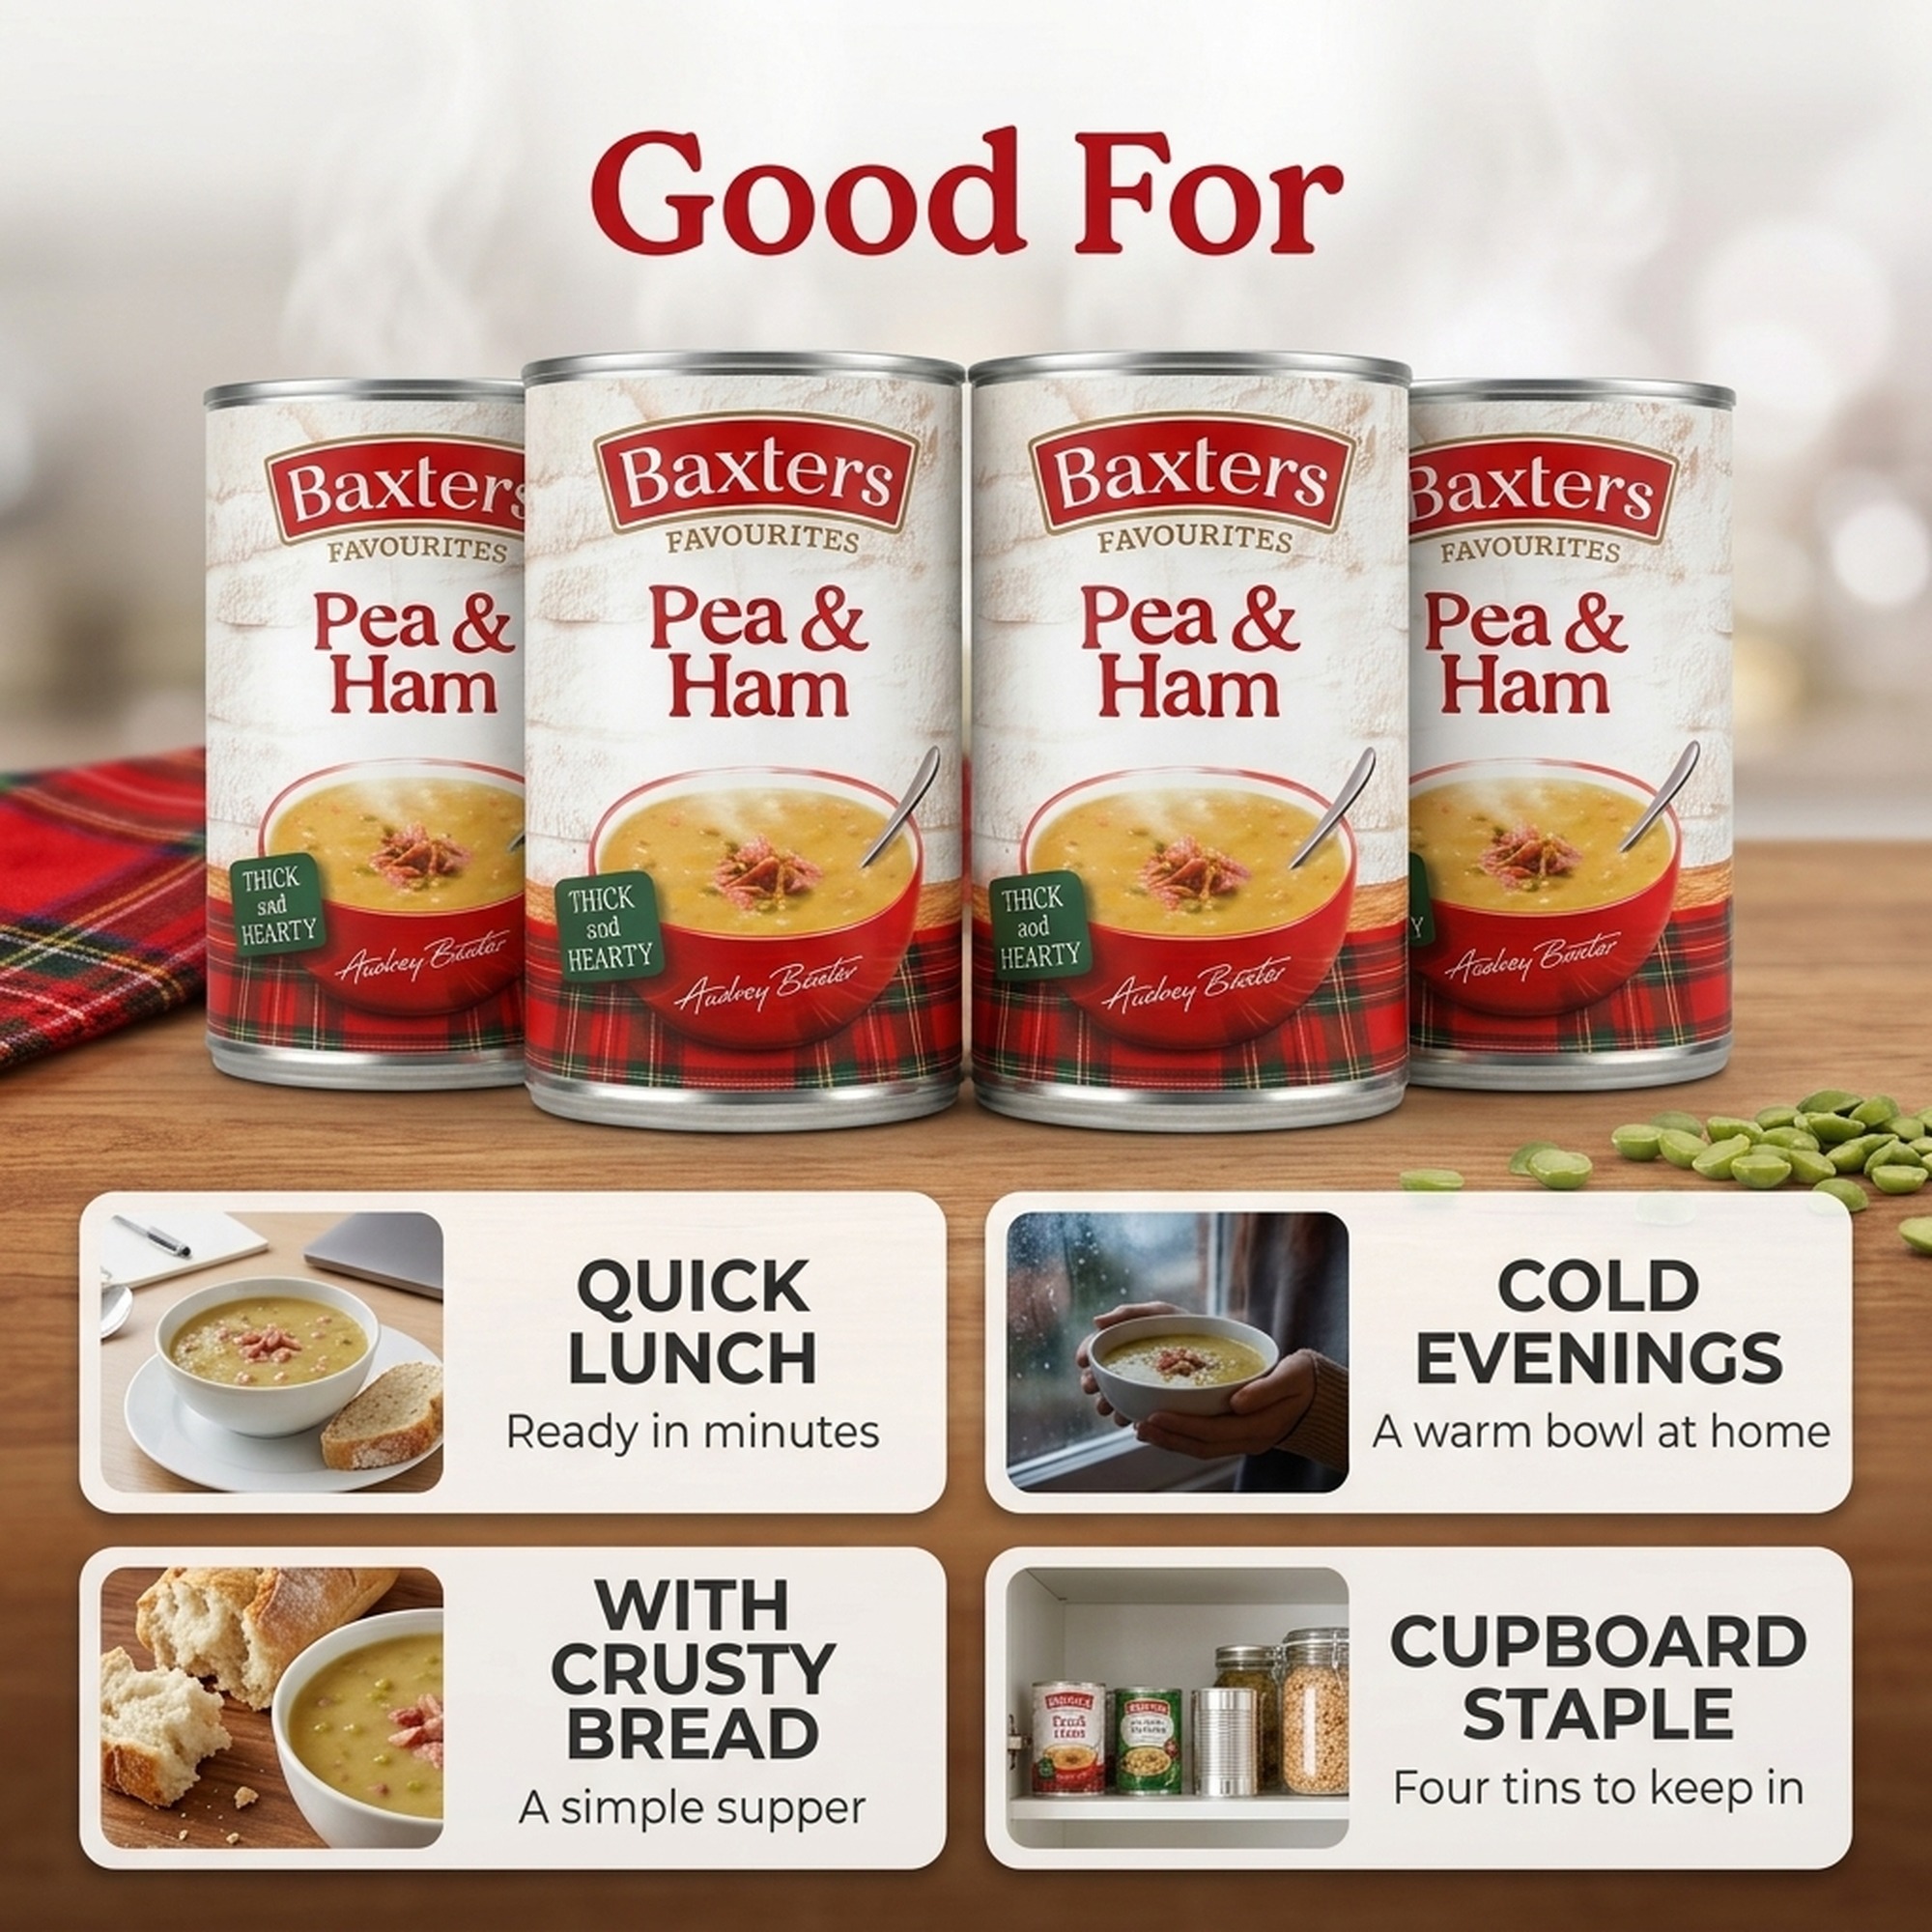 Good For
Baxters
FAVOURITES
Pea &
Ham
THICK
sad
HEARTY
Baxters
FAVOURITES
Pea &
Ham
THICK
sod
HEARTY
Baxters
FAVOURITES
Pea &
Ham
THICK
aod
HEARTY
Baxters
FAVOURITES
Pea &
Ham
Y
QUICK
LUNCH
Ready in minutes
COLD
EVENINGS
A warm bowl at home
WITH
CRUSTY
BREAD
A simple supper
CUPBOARD
STAPLE
Four tins to keep in